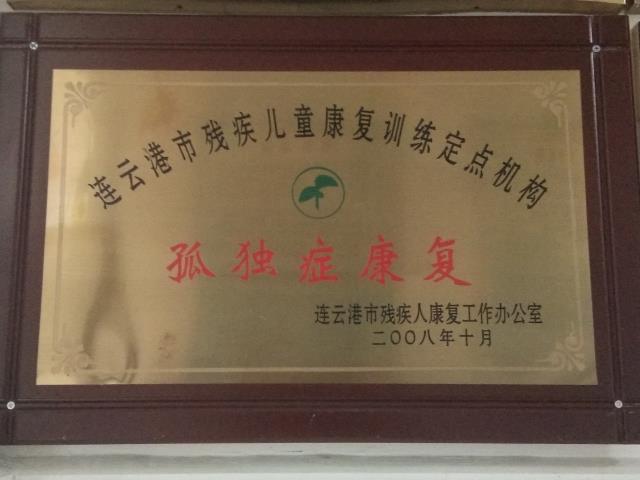 连云港市残疾儿童康复训练定点机构
孤独症康复
连云港市残疾人康复工作办公室
二〇〇八年十月